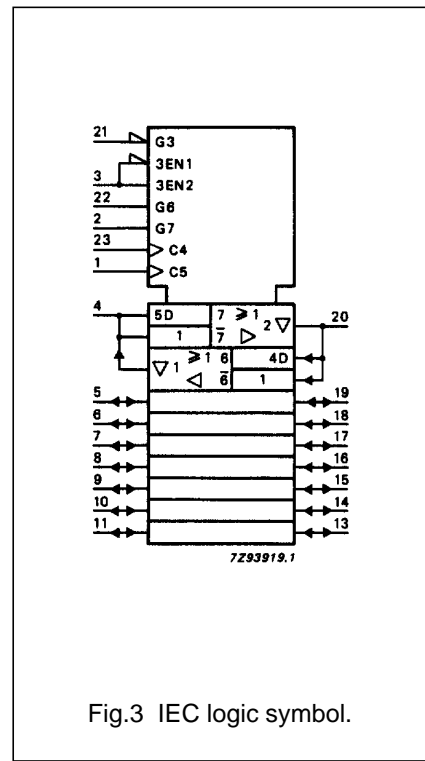 21 G3
3EN1
3 3EN2
22 G6
2 G7
23 C4
1 C5
4 5D 7 ≥1 2 20
1 7̅
1 ≥1 6 4D
6̅ 1
5 19
6 18
7 17
8 16
9 15
10 14
11 13
7Z93919.1
Fig.3 IEC logic symbol.